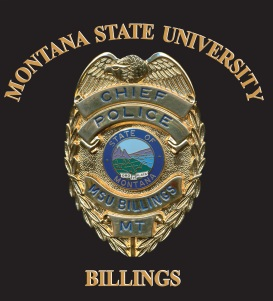 MONTANA STATE UNIVERSITY
CHIEF
POLICE
STATE OF
MONTANA
MSU BILLINGS
MT
BILLINGS